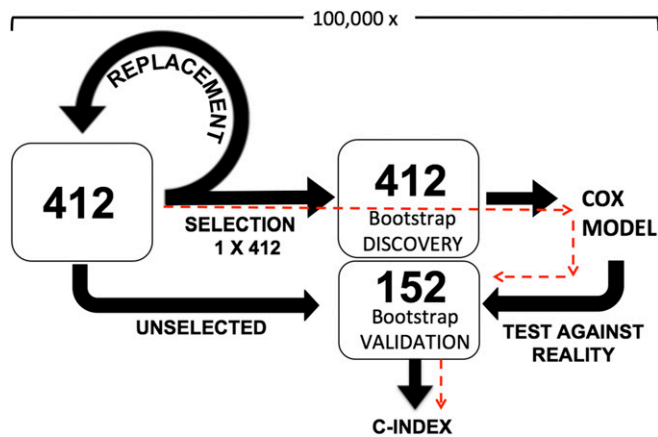 100,000 x
REPLACEMENT
412
SELECTION
1 X 412
412
Bootstrap
DISCOVERY
COX
MODEL
UNSELECTED
152
Bootstrap
VALIDATION
TEST AGAINST
REALITY
C-INDEX